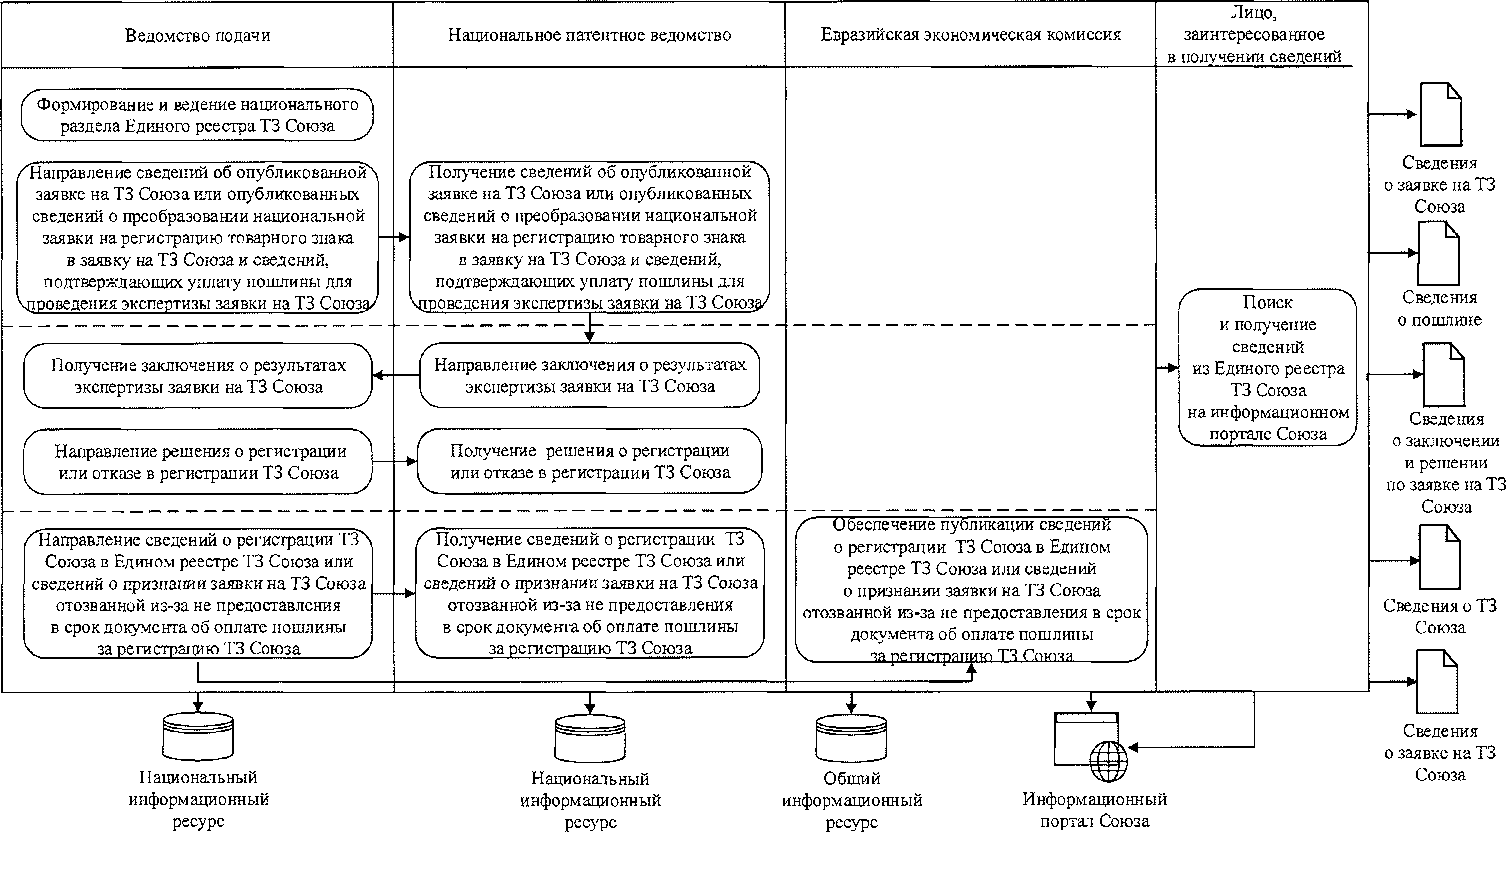 Ведомство подачи
Национальное патентное ведомство
Евразийская экономическая комиссия
Лицо,
заинтересованное
в получении сведений
Формирование и ведение национального
раздела Единого реестра ТЗ Союза
Направление сведений об опубликованной
заявке на ТЗ Союза или опубликованных
сведений о преобразовании национальной
заявки на регистрацию товарного знака
в заявку на ТЗ Союза и сведений,
подтверждающих уплату пошлины для
проведения экспертизы заявки на ТЗ Союза
Получение сведений об опубликованной
заявке на ТЗ Союза или опубликованных
сведений о преобразовании национальной
заявки на регистрацию товарного знака
в заявку на ТЗ Союза и сведений,
подтверждающих уплату пошлины для
проведения экспертизы заявки на ТЗ Союза
Получение заключения о результатах
экспертизы заявки на ТЗ Союза
Направление заключения о результатах
экспертизы заявки на ТЗ Союза
Направление решения о регистрации
или отказе в регистрации ТЗ Союза
Получение решения о регистрации
или отказе в регистрации ТЗ Союза
Направление сведений о регистрации ТЗ
Союза в Едином реестре ТЗ Союза или
сведений о признании заявки на ТЗ Союза
отозванной из-за не предоставления
в срок документа об оплате пошлины
за регистрацию ТЗ Союза
Получение сведений о регистрации ТЗ
Союза в Едином реестре ТЗ Союза или
сведений о признании заявки на ТЗ Союза
отозванной из-за не предоставления
в срок документа об оплате пошлины
за регистрацию ТЗ Союза
Обеспечение публикации сведений
о регистрации ТЗ Союза в Едином
реестре ТЗ Союза или сведений
о признании заявки на ТЗ Союза
отозванной из-за не предоставления в срок
документа об оплате пошлины
за регистрацию ТЗ Союза
Поиск
и получение
сведений
из Единого реестра
ТЗ Союза
на информационном
портале Союза
Сведения
о заявке на ТЗ
Союза
Сведения
о пошлине
Сведения
о заключении
и решении
по заявке на ТЗ
Союза
Сведения о ТЗ
Союза
Сведения
о заявке на ТЗ
Союза
Национальный
информационный
ресурс
Национальный
информационный
ресурс
Общий
информационный
ресурс
Информационный
портал Союза